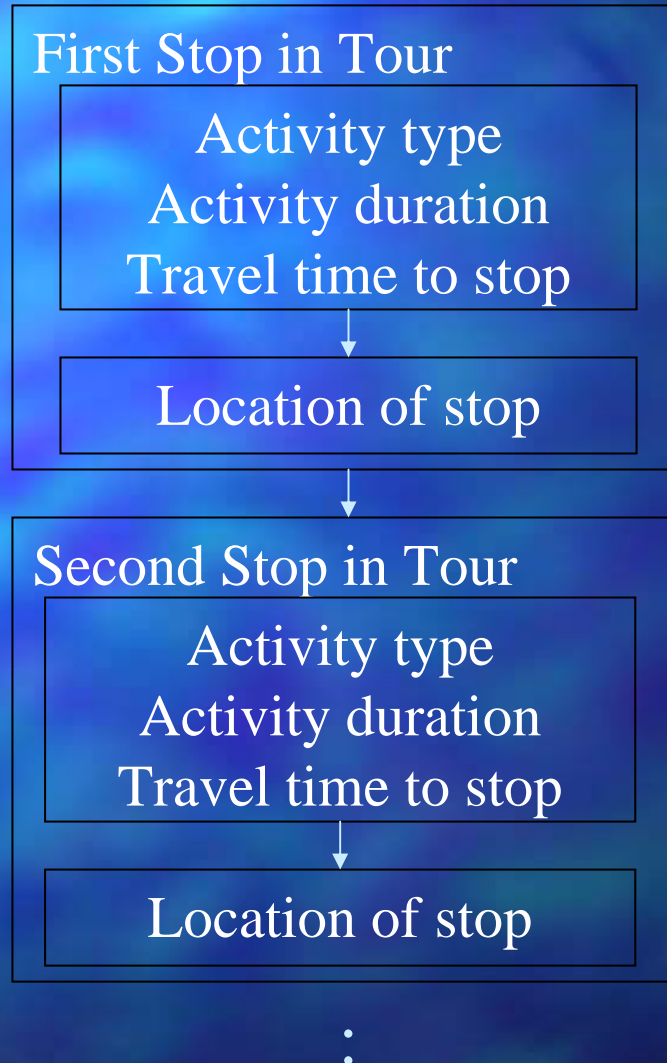 First Stop in Tour
Activity type
Activity duration
Travel time to stop
Location of stop
Second Stop in Tour
Activity type
Activity duration
Travel time to stop
Location of stop